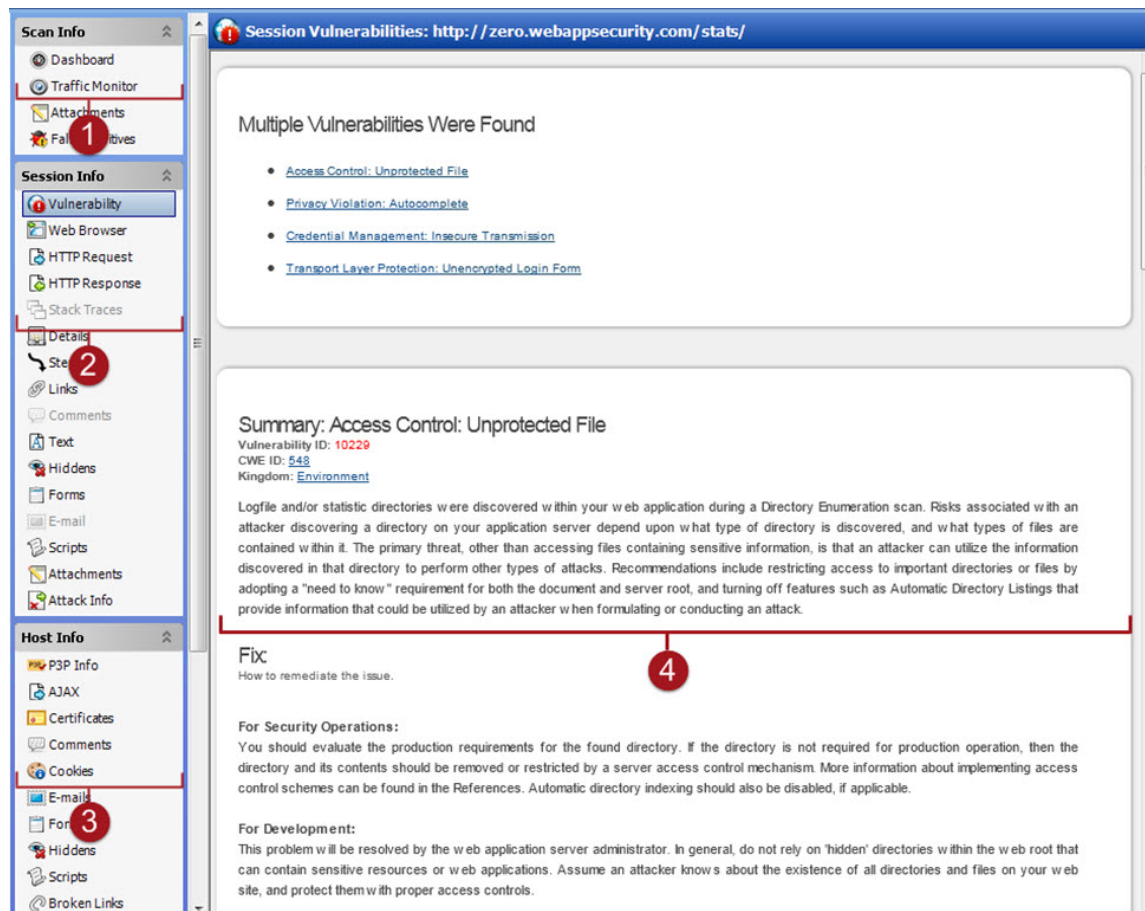 Scan Info
Dashboard
Traffic Monitor
Attachments
1
Session Info
Vulnerability
Web Browser
HTTP Request
HTTP Response
Stack Traces
Details
2
Links
Comments
Text
Hiddens
Forms
E-mail
Scripts
Attachments
Attack Info
Host Info
P3P Info
AJAX
Certificates
Comments
Cookies
E-mails
3
Hiddens
Scripts
Broken Links
Session Vulnerabilities: http://zero.webappsecurity.com/stats/
Multiple Vulnerabilities Were Found
Access Control: Unprotected File
Privacy Violation: Autocomplete
Credential Management: Insecure Transmission
Transport Layer Protection: Unencrypted Login Form
Summary: Access Control: Unprotected File
Vulnerability ID: 10229
CWE ID: 548
Kingdom: Environment
Logfile and/or statistic directories were discovered within your web application during a Directory Enumeration scan. Risks associated with an
attacker discovering a directory on your application server depend upon what type of directory is discovered, and what types of files are
contained within it. The primary threat, other than accessing files containing sensitive information, is that an attacker can utilize the information
discovered in that directory to perform other types of attacks. Recommendations include restricting access to important directories or files by
adopting a "need to know" requirement for both the document and server root, and turning off features such as Automatic Directory Listings that
provide information that could be utilized by an attacker when formulating or conducting an attack.
4
Fix:
How to remediate the issue.
For Security Operations:
You should evaluate the production requirements for the found directory. If the directory is not required for production operation, then the
directory and its contents should be removed or restricted by a server access control mechanism. More information about implementing access
control schemes can be found in the References. Automatic directory indexing should also be disabled, if applicable.
For Development:
This problem will be resolved by the web application server administrator. In general, do not rely on 'hidden' directories within the web root that
can contain sensitive resources or web applications. Assume an attacker knows about the existence of all directories and files on your web
site, and protect them with proper access controls.